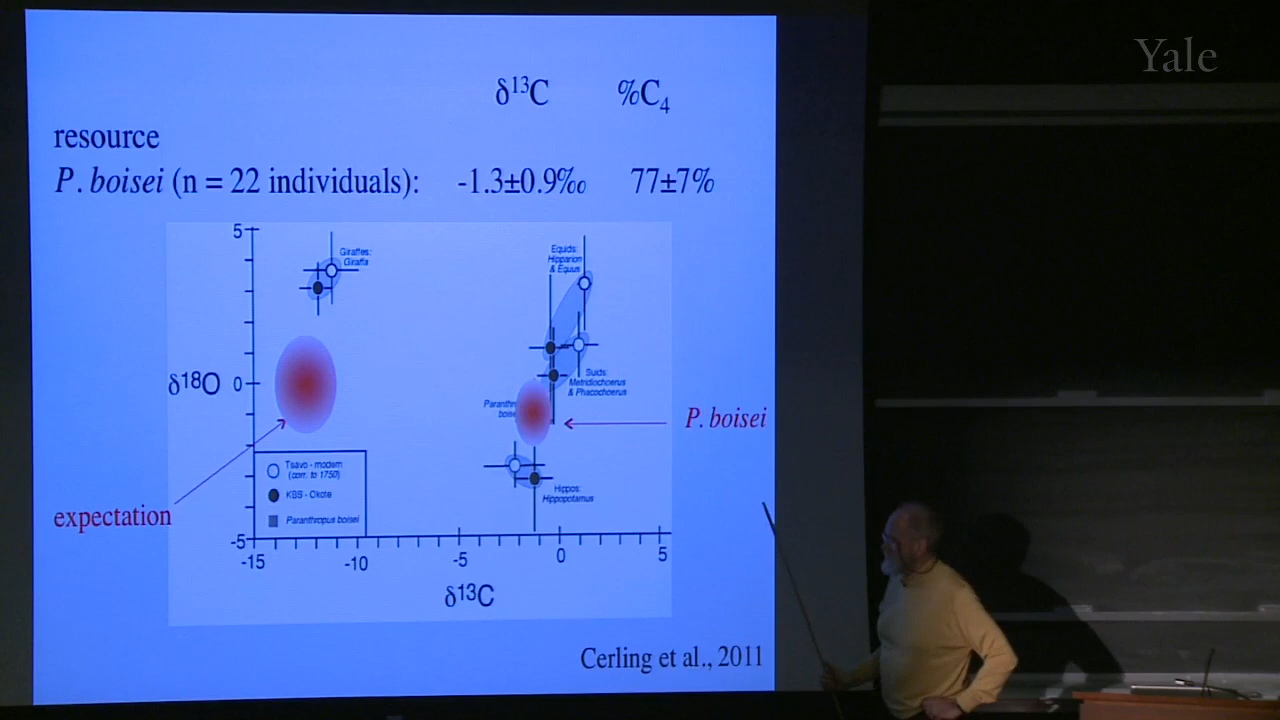 Yale
δ¹³C %C₄
resource
P. boisei (n = 22 individuals): -1.3±0.9‰ 77±7%
5
Giraffes:
Giraffa
Equids:
Hipparion
& Equus
δ18O 0
Suids:
Metridiochoerus
& Phacochoerus
Paranthr
boise
P. boisei
Tsavo - modern
(corr. to 1750)
KBS - Okote
Paranthropus boisei
Hippos:
Hippopotamus
expectation
-5
-15 -10 -5 0 5
δ13C
Cerling et al., 2011